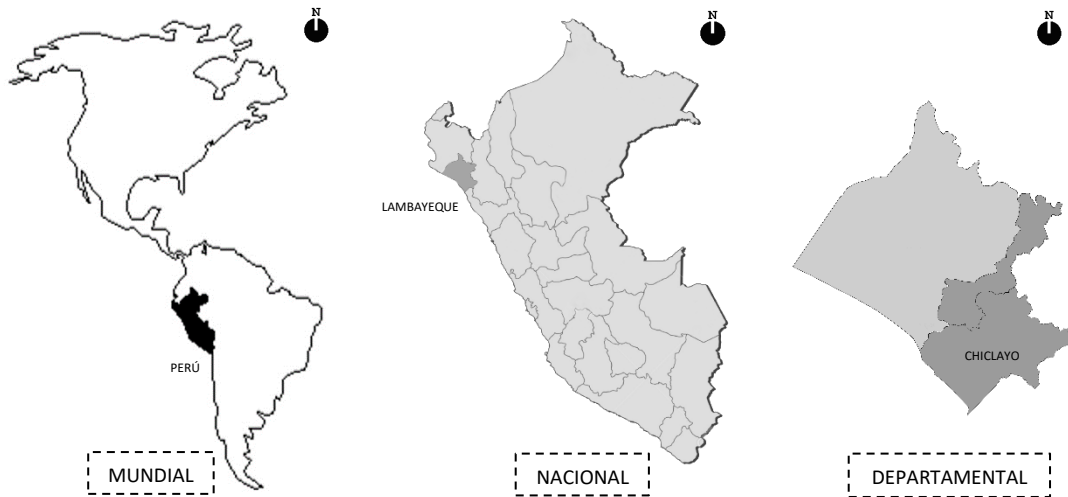 N
N
N
LAMBAYEQUE
PERÚ
CHICLAYO
MUNDIAL
NACIONAL
DEPARTAMENTAL